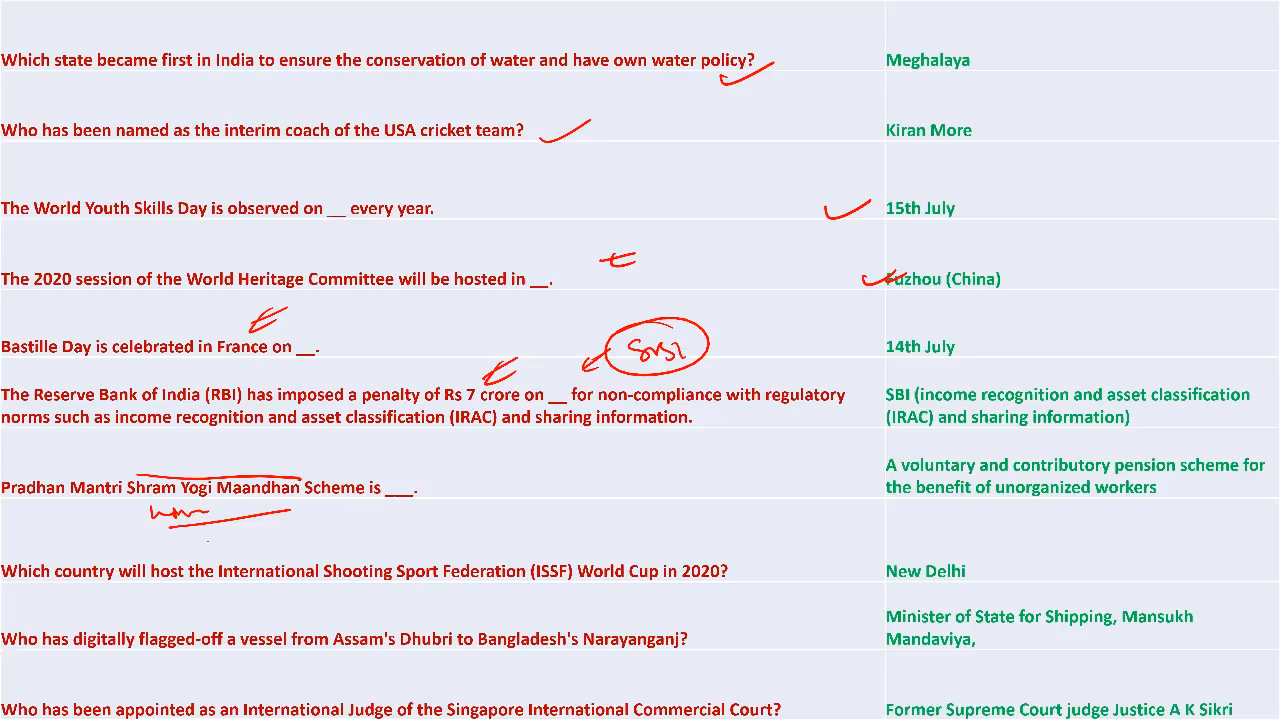 Which state became first in India to ensure the conservation of water and have own water policy?
Meghalaya
Who has been named as the interim coach of the USA cricket team?
Kiran More
The World Youth Skills Day is observed on __ every year.
15th July
The 2020 session of the World Heritage Committee will be hosted in __.
Fuzhou (China)
Bastille Day is celebrated in France on __.
14th July
The Reserve Bank of India (RBI) has imposed a penalty of Rs 7 crore on __ for non-compliance with regulatory
norms such as income recognition and asset classification (IRAC) and sharing information.
SBI (income recognition and asset classification
(IRAC) and sharing information)
Pradhan Mantri Shram Yogi Maandhan Scheme is ___.
A voluntary and contributory pension scheme for
the benefit of unorganized workers
Which country will host the International Shooting Sport Federation (ISSF) World Cup in 2020?
New Delhi
Who has digitally flagged-off a vessel from Assam's Dhubri to Bangladesh's Narayanganj?
Minister of State for Shipping, Mansukh
Mandaviya,
Who has been appointed as an International Judge of the Singapore International Commercial Court?
Former Supreme Court judge Justice A K Sikri